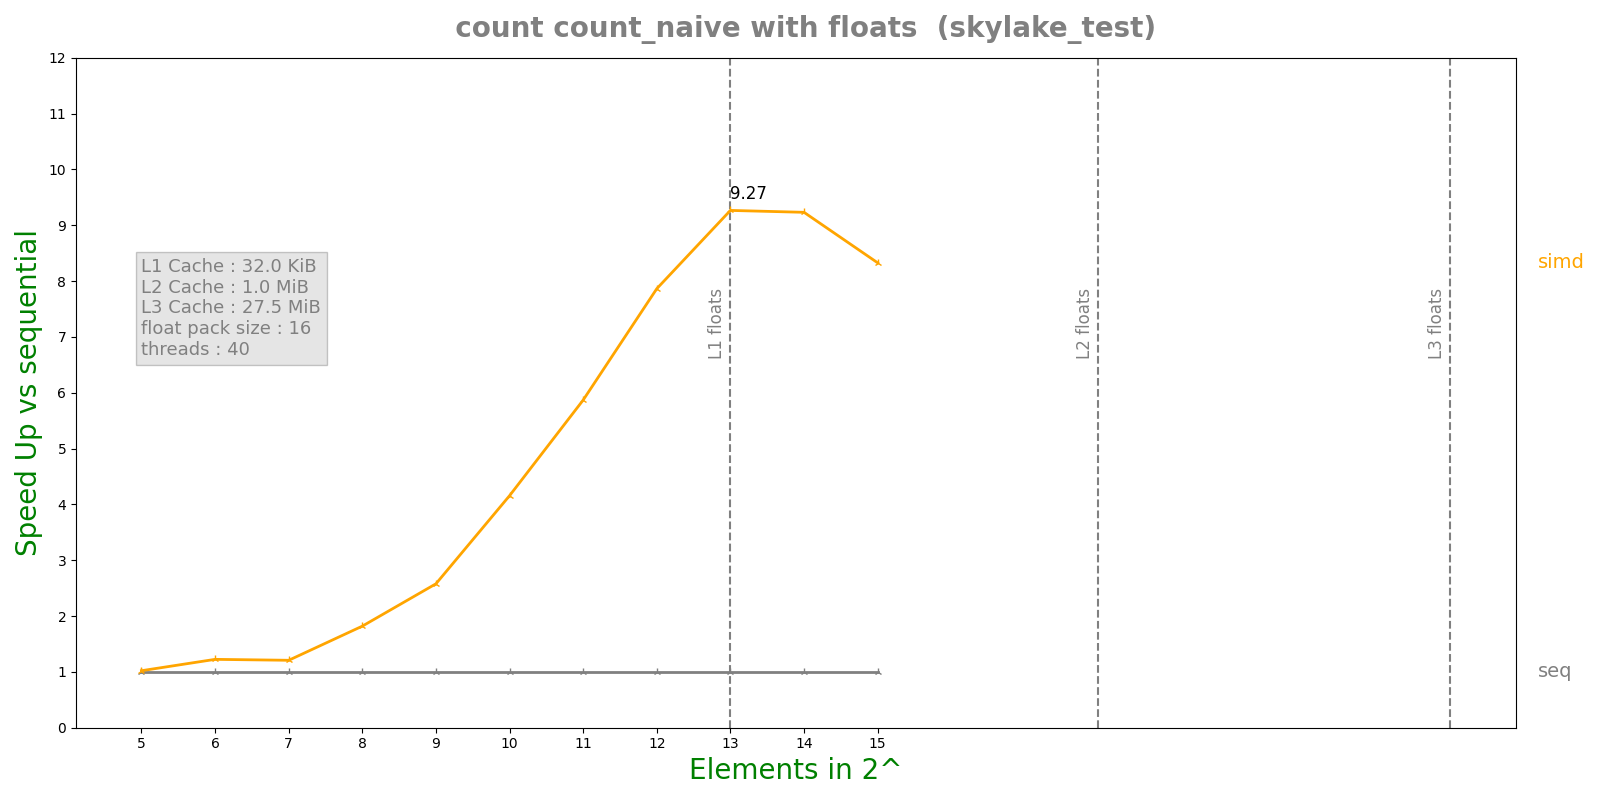 count count_naive with floats  (skylake_test)
12
11
10
9
8
7
6
5
4
3
2
1
0
Speed Up vs sequential
L1 Cache : 32.0 KiB
L2 Cache : 1.0 MiB
L3 Cache : 27.5 MiB
float pack size : 16
threads : 40
9.27
L1 floats
L2 floats
L3 floats
simd
seq
5 6 7 8 9 10 11 12 13 14 15
Elements in 2^